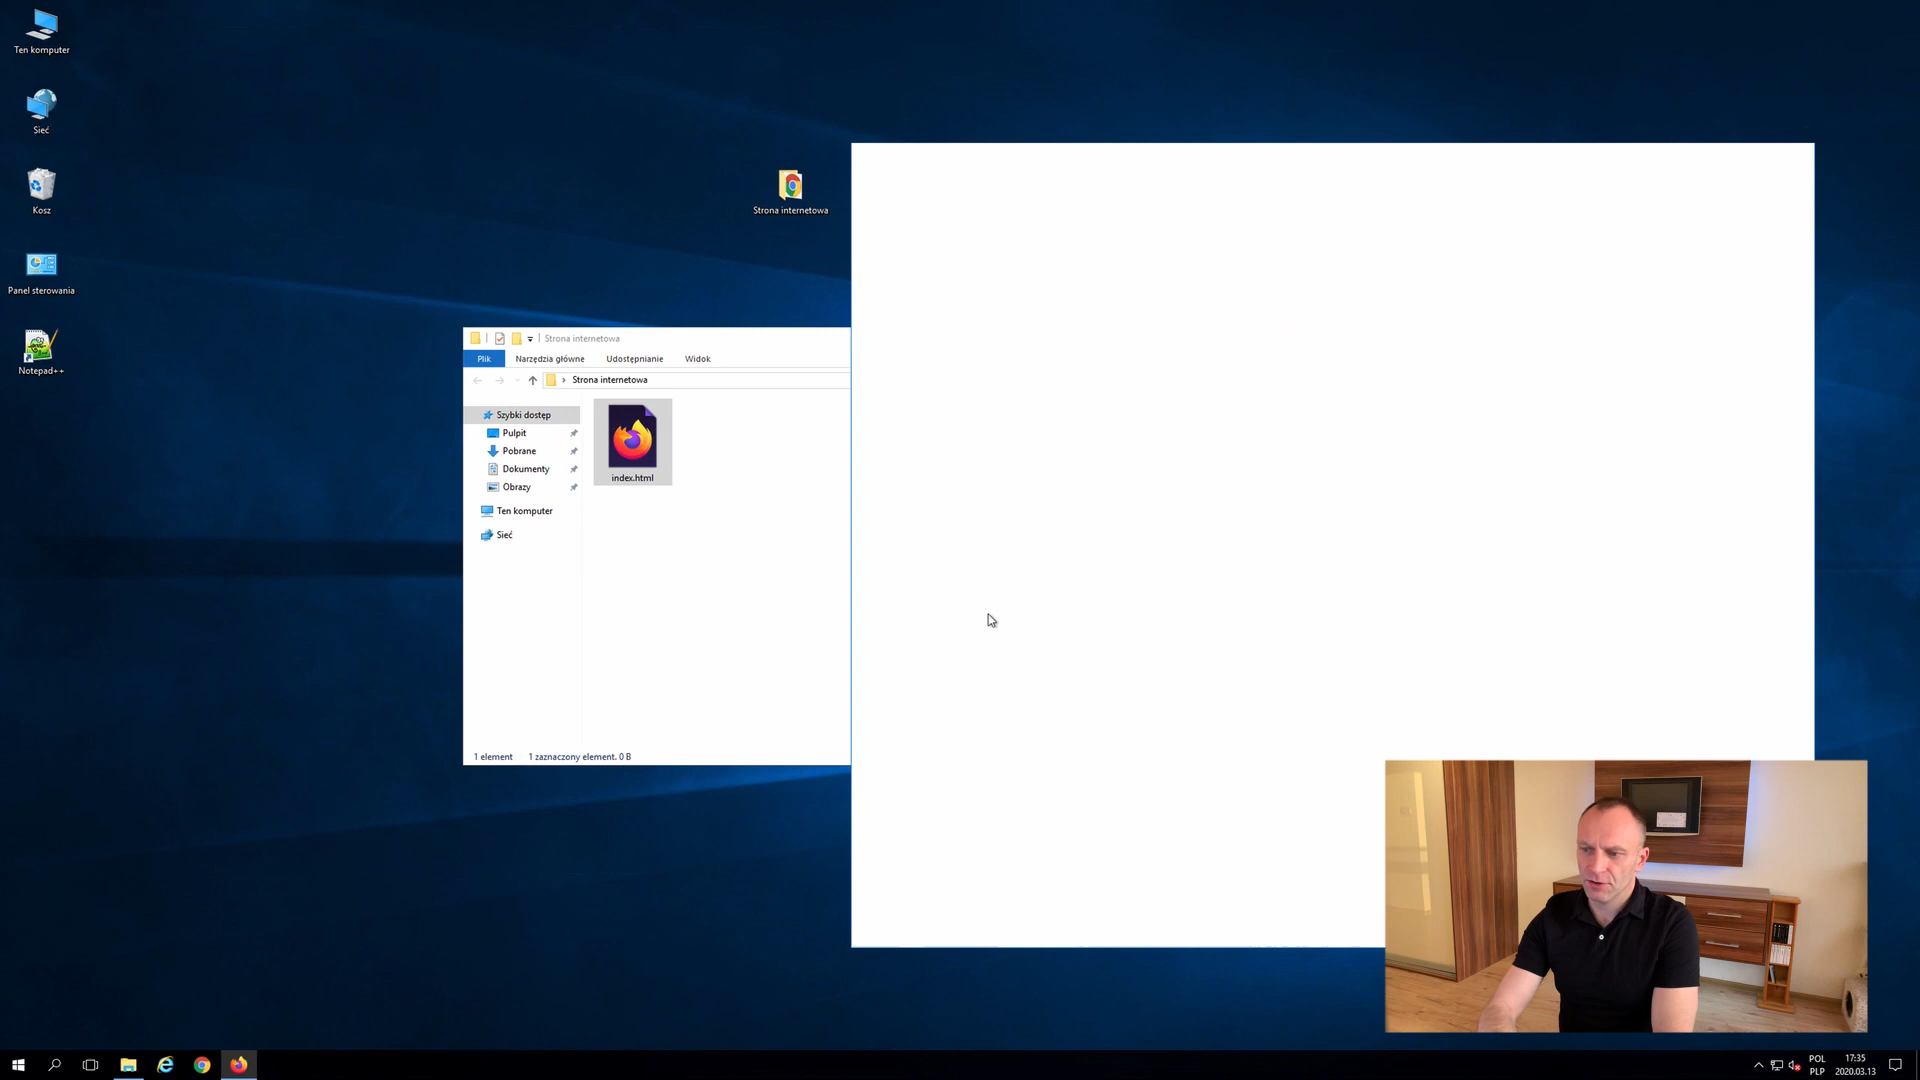 Ten komputer
Sieć
Kosz
Panel sterowania
Notepad++
Strona internetowa
Strona internetowa
Plik Narzędzia główne Udostępnianie Widok
Strona internetowa
Szybki dostęp
Pulpit
Pobrane
Dokumenty
Obrazy
Ten komputer
Sieć
index.html
1 element 1 zaznaczony element. 0 B
POL 17:35
PLP 2020.03.13